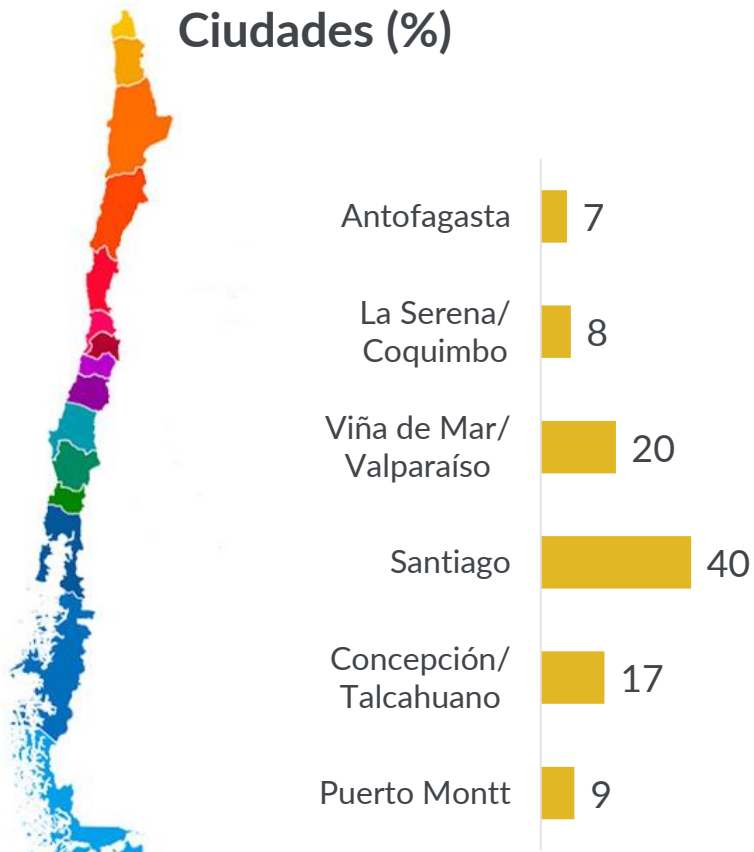 Ciudades (%)
Antofagasta 7
La Serena/
Coquimbo 8
Viña de Mar/
Valparaíso 20
Santiago 40
Concepción/
Talcahuano 17
Puerto Montt 9